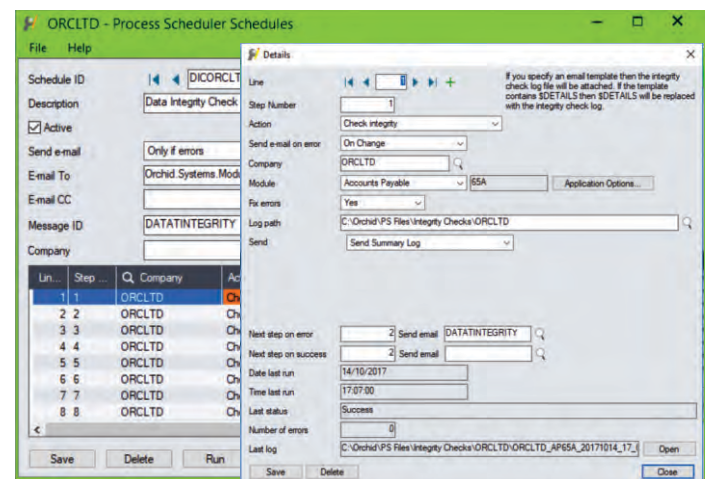 ORCLTD - Process Scheduler Schedules
File Help
Schedule ID DICORCLT
Description Data Integrity Check
Active
Send e-mail Only if errors
E-mail To Orchid.Systems.Mod
E-mail CC
Message ID DATATINTEGRITY
Company
Lin... Step ... Company Ac
1 1 ORCLTD Ch
2 2 ORCLTD Ch
3 3 ORCLTD Ch
4 4 ORCLTD Ch
5 5 ORCLTD Ch
6 6 ORCLTD Ch
7 7 ORCLTD Ch
8 8 ORCLTD Ch
Save Delete Run
Details
Line 1
If you specify an email template then the integrity
check log file will be attached. If the template
contains $DETAILS then $DETAILS will be replaced
with the integrity check log.
Step Number 1
Action Check integrity
Send e-mail on error On Change
Company ORCLTD
Module Accounts Payable 65A Application Options...
Fix errors Yes
Log path C:\Orchid\PS Files\Integrity Checks\ORCLTD
Send Send Summary Log
Next step on error 2 Send email DATATINTEGRITY
Next step on success 2 Send email
Date last run 14/10/2017
Time last run 17:07:00
Last status Success
Number of errors 0
Last log C:\Orchid\PS Files\Integrity Checks\ORCLTD\ORCLTD_AP65A_20171014_17_ Open
Save Delete Close